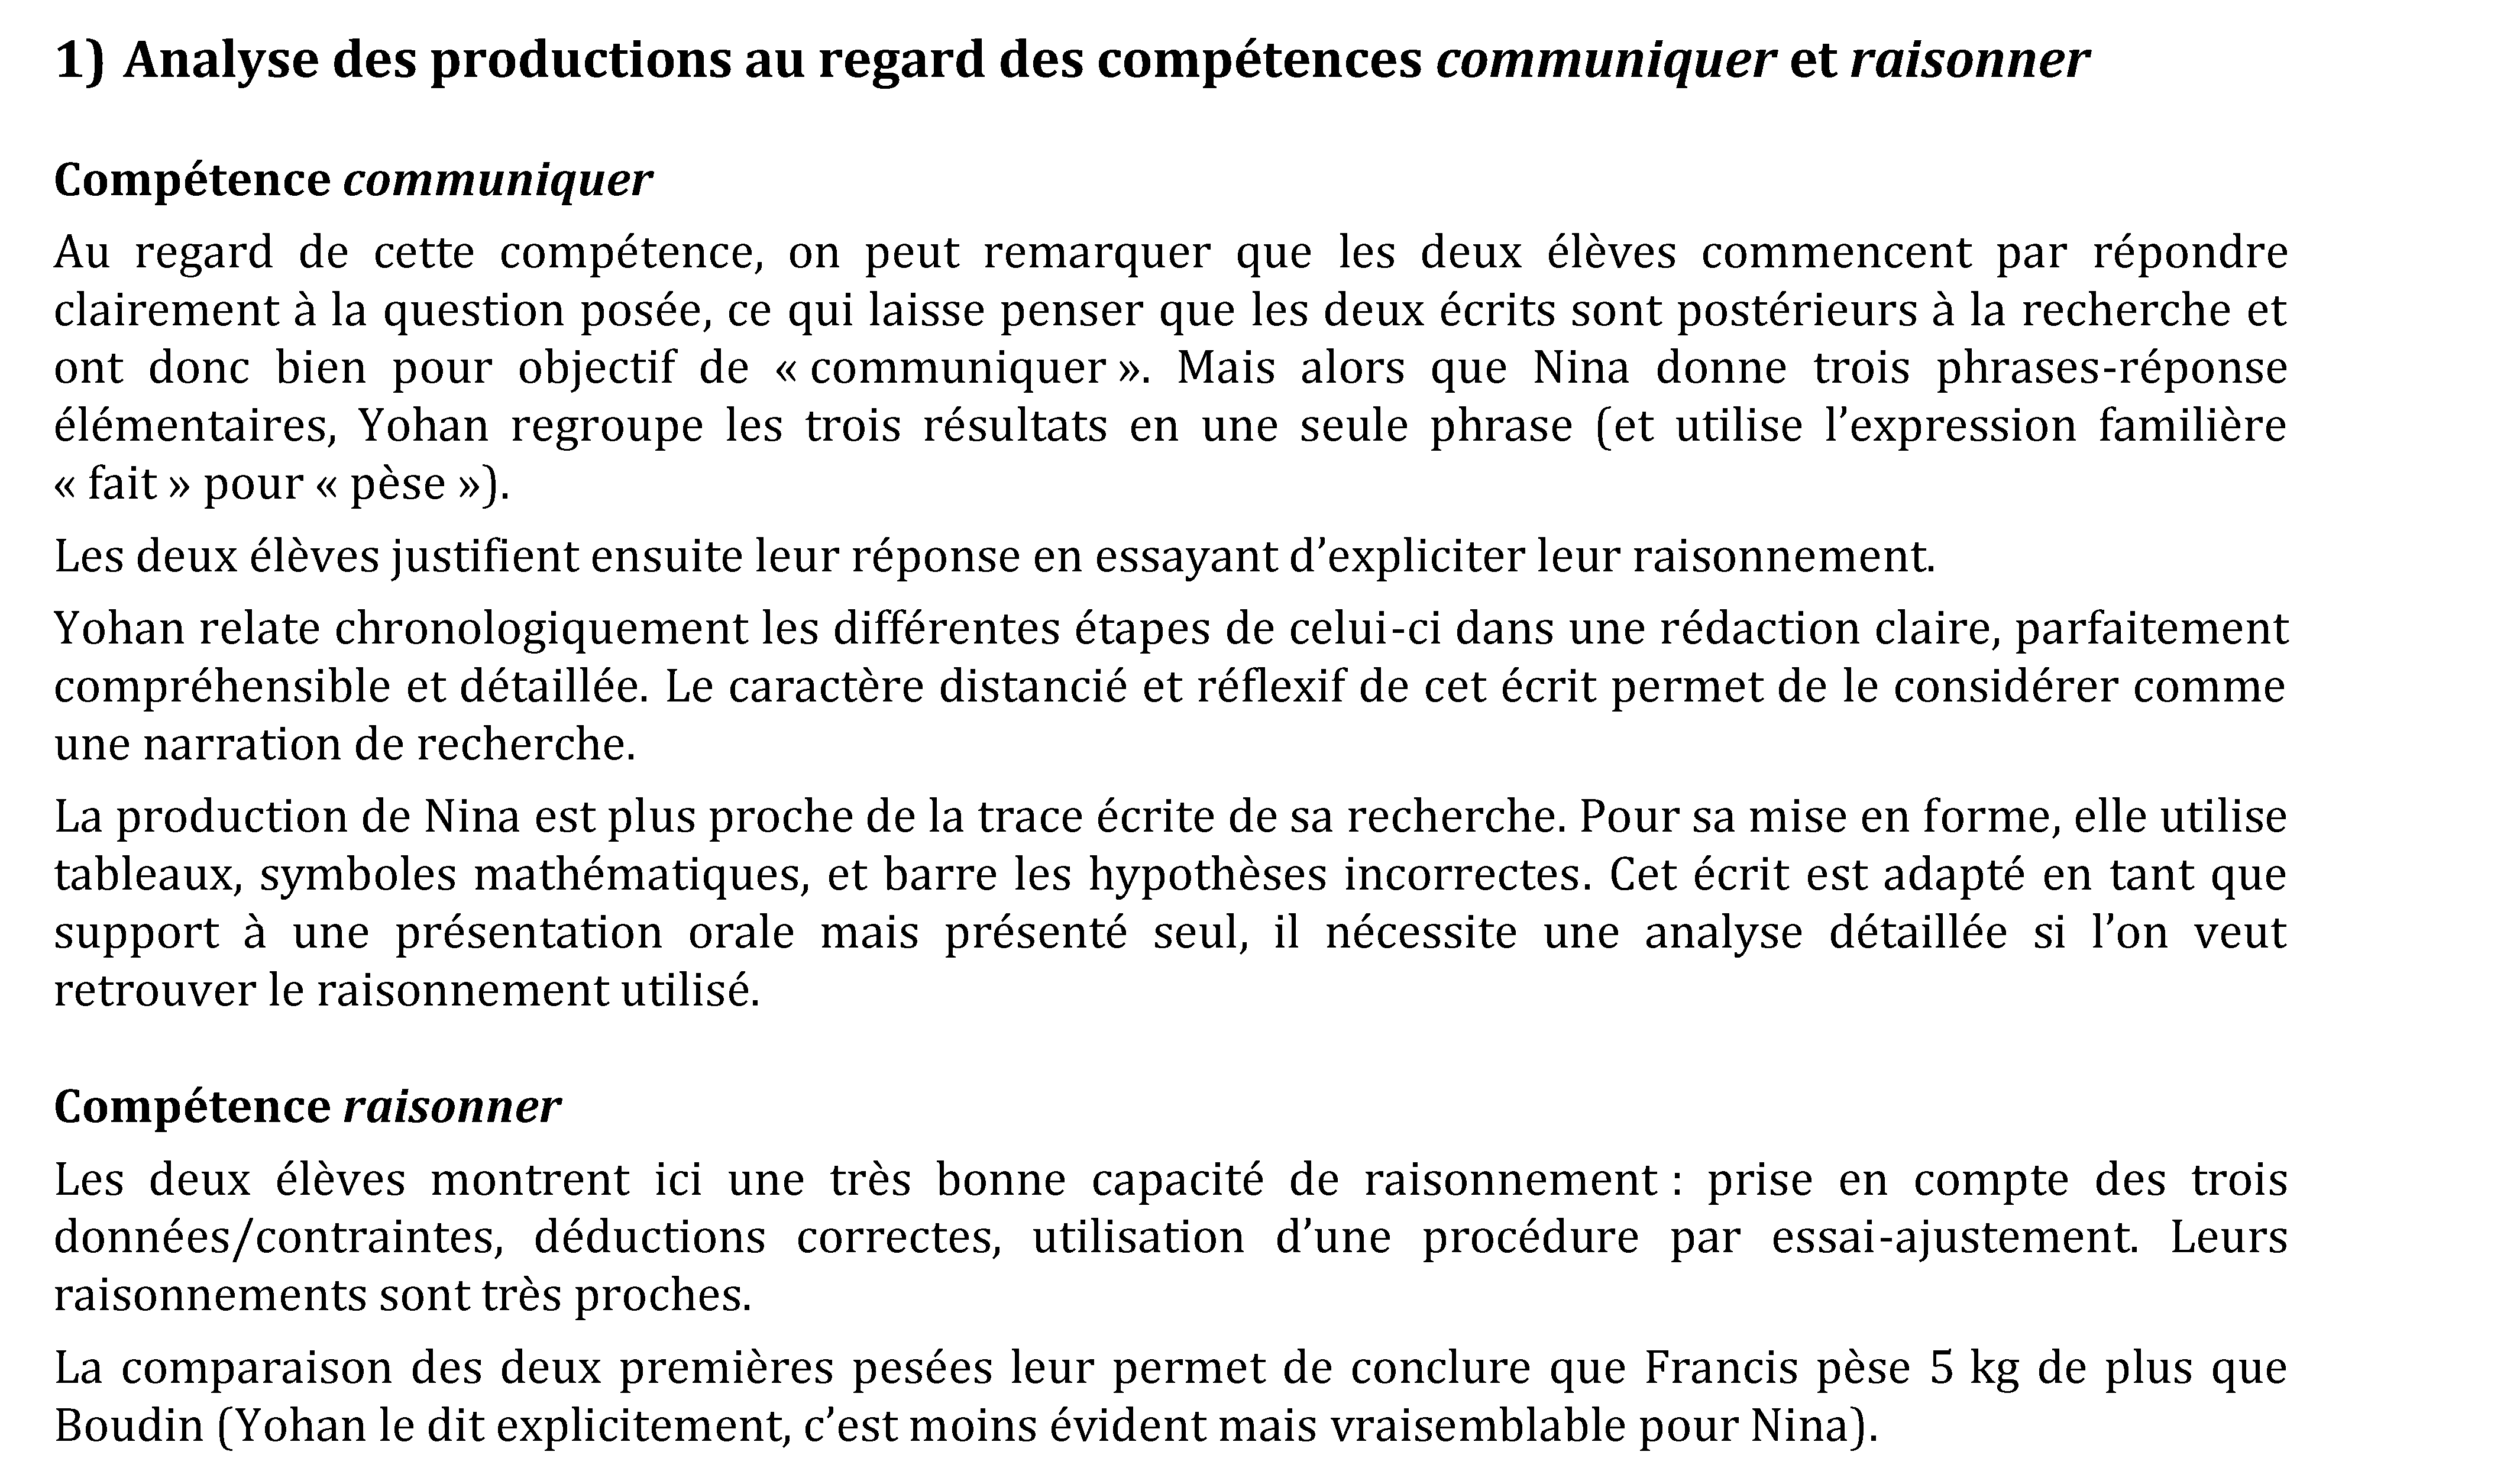 1) Analyse des productions au regard des compétences communiquer et raisonner
Compétence communiquer
Au regard de cette compétence, on peut remarquer que les deux élèves commencent par répondre
clairement à la question posée, ce qui laisse penser que les deux écrits sont postérieurs à la recherche et
ont donc bien pour objectif de « communiquer ». Mais alors que Nina donne trois phrases-réponse
élémentaires, Yohan regroupe les trois résultats en une seule phrase (et utilise l’expression familière
« fait » pour « pèse »).
Les deux élèves justifient ensuite leur réponse en essayant d’expliciter leur raisonnement.
Yohan relate chronologiquement les différentes étapes de celui-ci dans une rédaction claire, parfaitement
compréhensible et détaillée. Le caractère distancié et réflexif de cet écrit permet de le considérer comme
une narration de recherche.
La production de Nina est plus proche de la trace écrite de sa recherche. Pour sa mise en forme, elle utilise
tableaux, symboles mathématiques, et barre les hypothèses incorrectes. Cet écrit est adapté en tant que
support à une présentation orale mais présenté seul, il nécessite une analyse détaillée si l’on veut
retrouver le raisonnement utilisé.
Compétence raisonner
Les deux élèves montrent ici une très bonne capacité de raisonnement : prise en compte des trois
données/contraintes, déductions correctes, utilisation d’une procédure par essai-ajustement. Leurs
raisonnements sont très proches.
La comparaison des deux premières pesées leur permet de conclure que Francis pèse 5 kg de plus que
Boudin (Yohan le dit explicitement, c’est moins évident mais vraisemblable pour Nina).